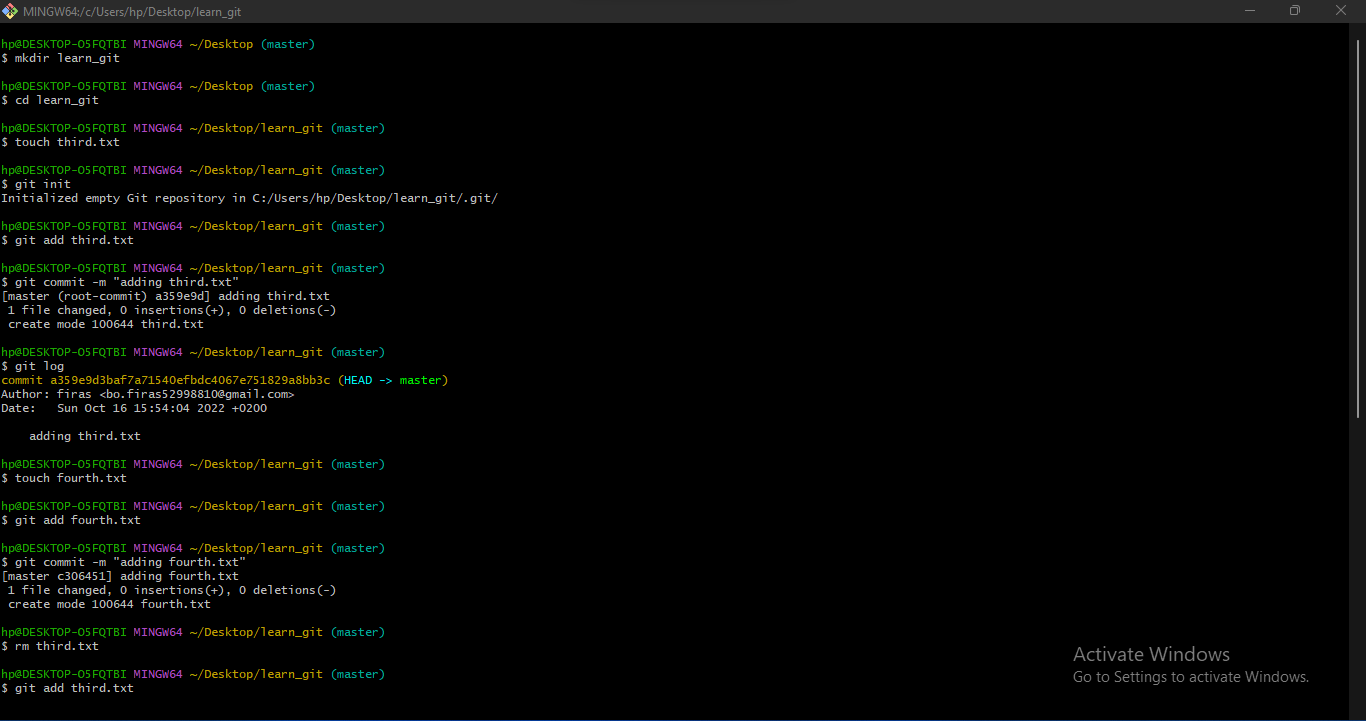 MINGW64:/c/Users/hp/Desktop/learn_git
hp@DESKTOP-O5FQTBI MINGW64 ~/Desktop (master)
$ mkdir learn_git
hp@DESKTOP-O5FQTBI MINGW64 ~/Desktop (master)
$ cd learn_git
hp@DESKTOP-O5FQTBI MINGW64 ~/Desktop/learn_git (master)
$ touch third.txt
hp@DESKTOP-O5FQTBI MINGW64 ~/Desktop/learn_git (master)
$ git init
Initialized empty Git repository in C:/Users/hp/Desktop/learn_git/.git/
hp@DESKTOP-O5FQTBI MINGW64 ~/Desktop/learn_git (master)
$ git add third.txt
hp@DESKTOP-O5FQTBI MINGW64 ~/Desktop/learn_git (master)
$ git commit -m "adding third.txt"
[master (root-commit) a359e9d] adding third.txt
 1 file changed, 0 insertions(+), 0 deletions(-)
 create mode 100644 third.txt
hp@DESKTOP-O5FQTBI MINGW64 ~/Desktop/learn_git (master)
$ git log
commit a359e9d3baf7a71540efbdc4067e751829a8bb3c (HEAD -> master)
Author: firas <bo.firas52998810@gmail.com>
Date:   Sun Oct 16 15:54:04 2022 +0200
    adding third.txt
hp@DESKTOP-O5FQTBI MINGW64 ~/Desktop/learn_git (master)
$ touch fourth.txt
hp@DESKTOP-O5FQTBI MINGW64 ~/Desktop/learn_git (master)
$ git add fourth.txt
hp@DESKTOP-O5FQTBI MINGW64 ~/Desktop/learn_git (master)
$ git commit -m "adding fourth.txt"
[master c306451] adding fourth.txt
 1 file changed, 0 insertions(+), 0 deletions(-)
 create mode 100644 fourth.txt
hp@DESKTOP-O5FQTBI MINGW64 ~/Desktop/learn_git (master)
$ rm third.txt
hp@DESKTOP-O5FQTBI MINGW64 ~/Desktop/learn_git (master)
$ git add third.txt
Activate Windows
Go to Settings to activate Windows.